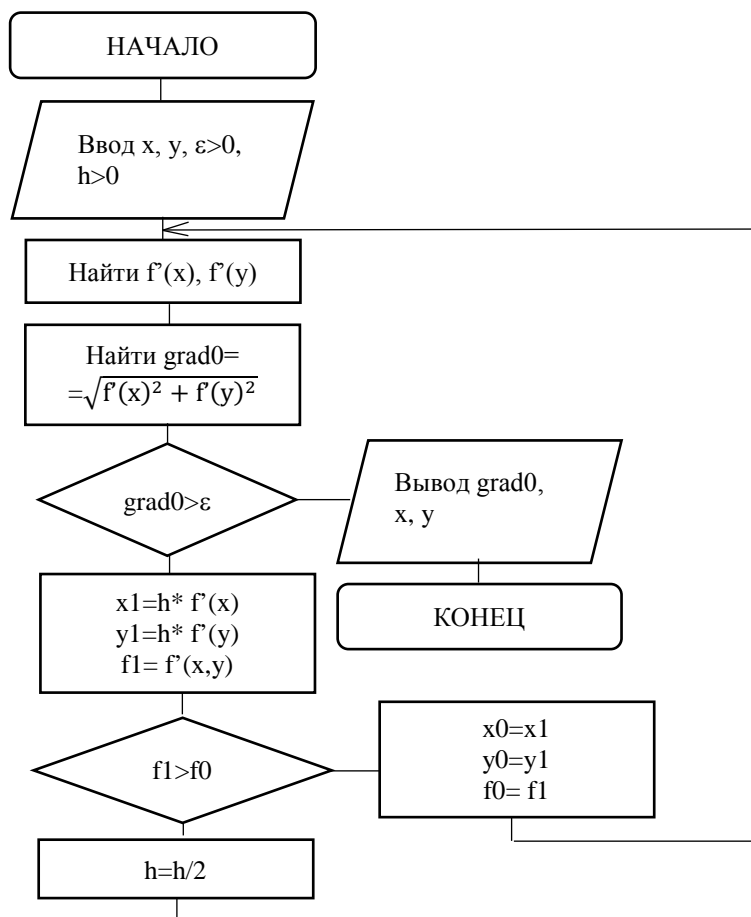 НАЧАЛО
Ввод x, y, ε>0,
h>0
Найти f’(x), f’(y)
Найти grad0=
=√f′(x)² + f′(y)²
grad0>ε
Вывод grad0,
x, y
КОНЕЦ
x1=h* f’(x)
y1=h* f’(y)
f1= f’(x,y)
f1>f0
x0=x1
y0=y1
f0= f1
h=h/2